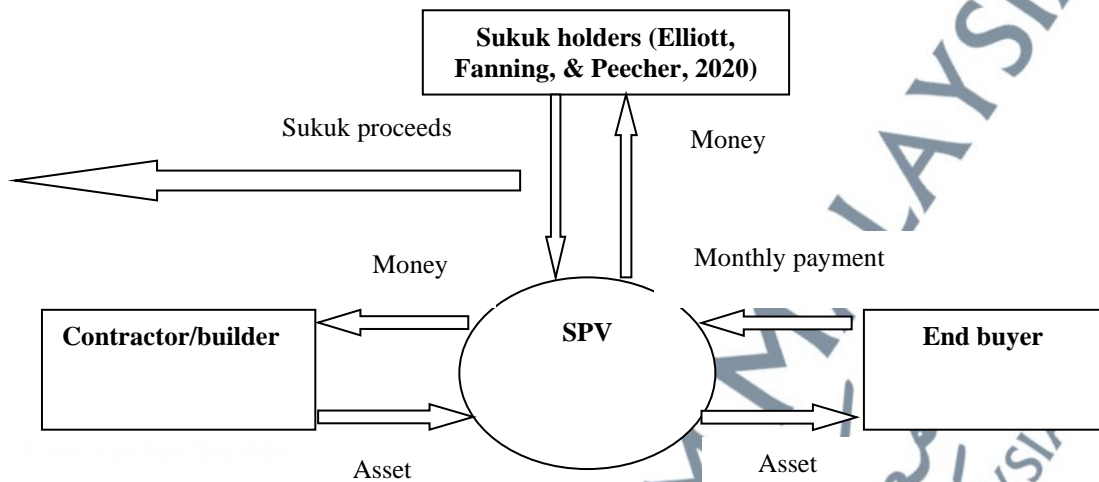 Sukuk holders (Elliott,
Fanning, & Peecher, 2020)
Sukuk proceeds
Money
Money
Monthly payment
Contractor/builder
SPV
End buyer
Asset
Asset